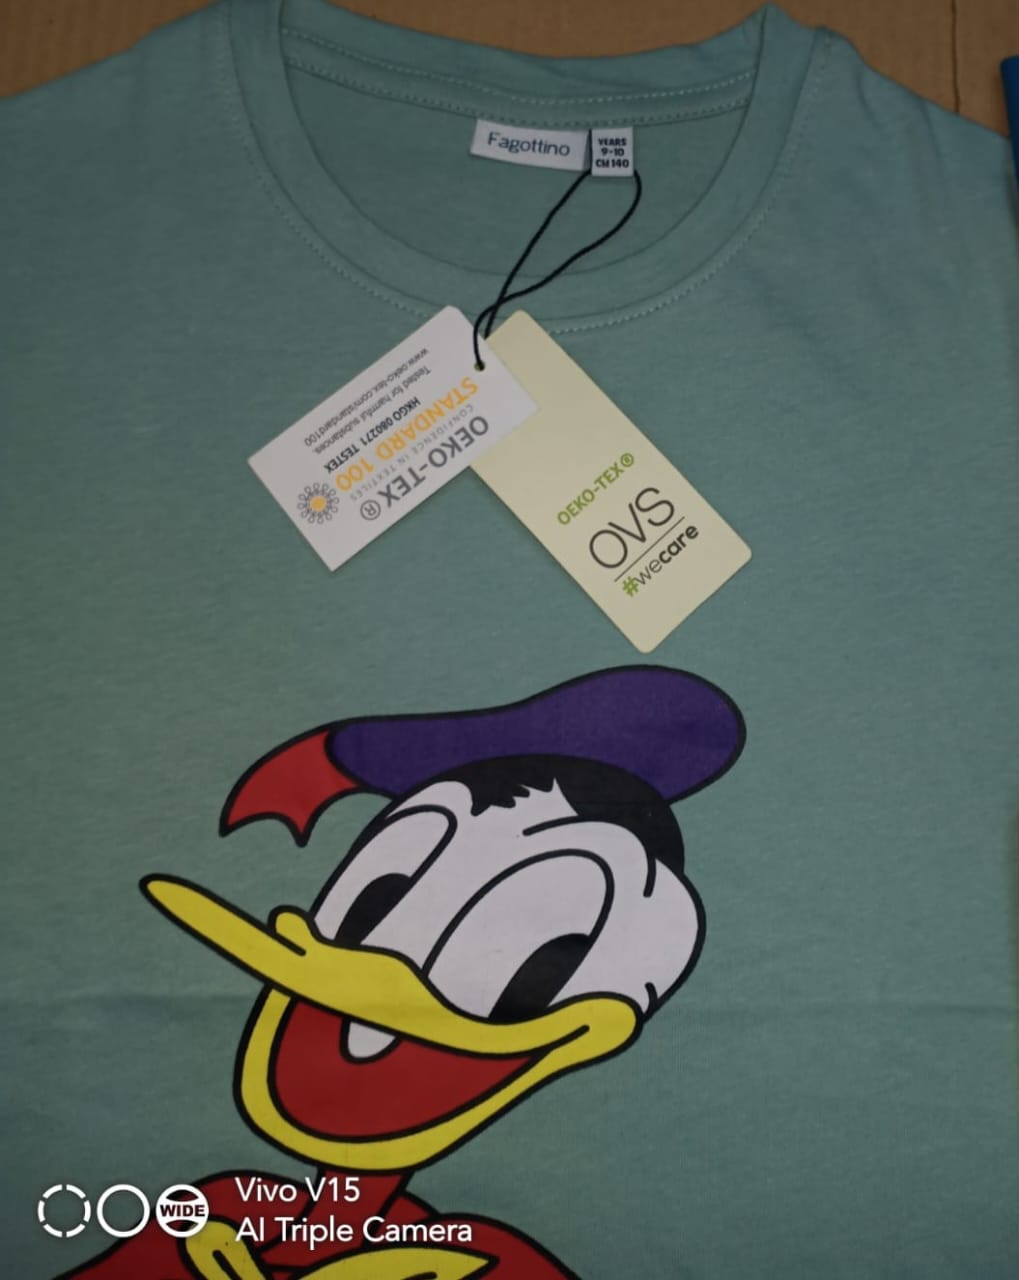 Fagottino
YEARS
9-10
CM 140
OEKO-TEX®
CONFIDENCE IN TEXTILES
STANDARD 100
HKGO 080271 TESTEX
Tested for harmful substances.
www.oeko-tex.com/standard100
OEKO-TEX®
OVS
#wecare
WIDE
Vivo V15
AI Triple Camera